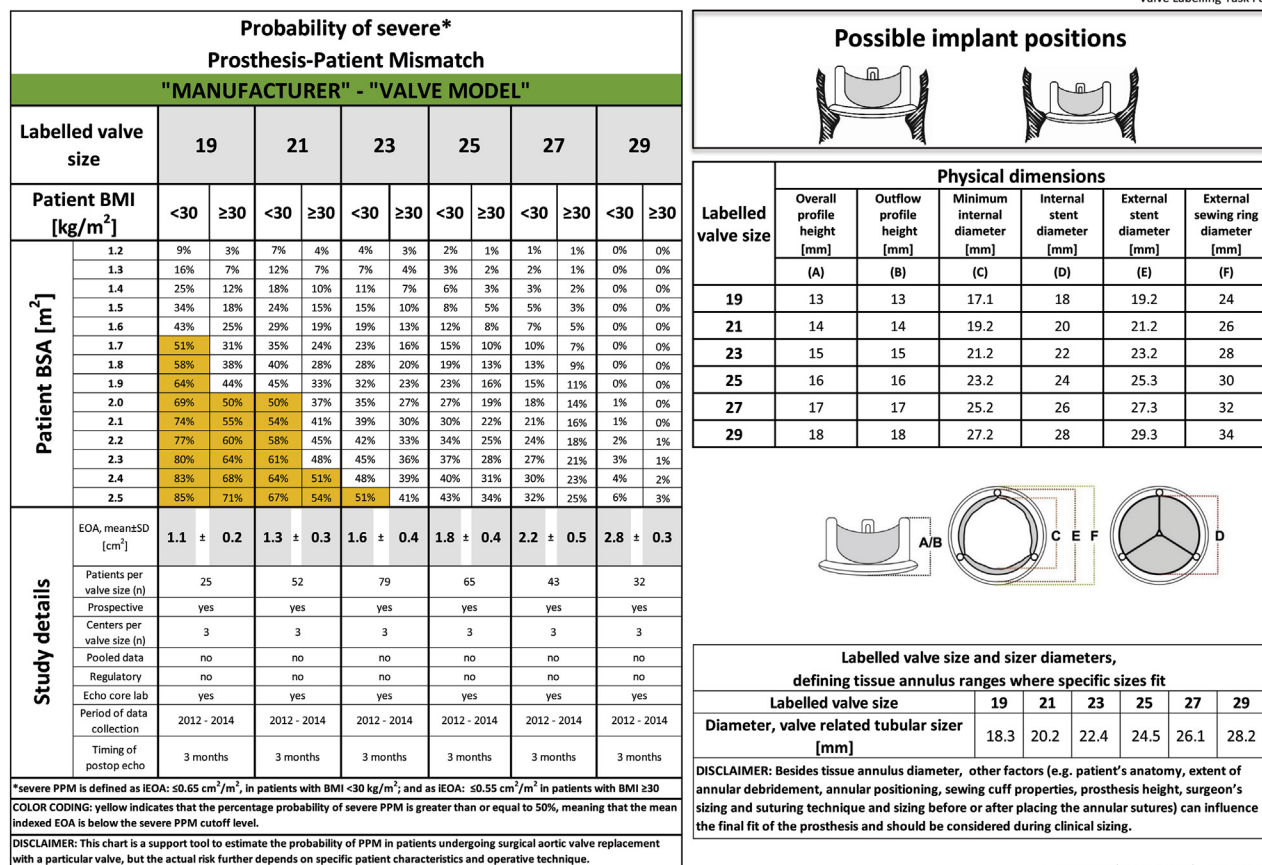 Probability of severe*
Prosthesis-Patient Mismatch
"MANUFACTURER" - "VALVE MODEL"
Labelled valve size 19 21 23 25 27 29
Patient BMI [kg/m²] <30 ≥30 <30 ≥30 <30 ≥30 <30 ≥30 <30 ≥30 <30 ≥30
Patient BSA [m²]
1.2 9% 3% 7% 4% 4% 3% 2% 1% 1% 1% 0% 0%
1.3 16% 7% 12% 7% 7% 4% 3% 2% 2% 1% 0% 0%
1.4 25% 12% 18% 10% 11% 7% 6% 3% 3% 2% 0% 0%
1.5 34% 18% 24% 15% 15% 10% 8% 5% 5% 3% 0% 0%
1.6 43% 25% 29% 19% 19% 13% 12% 8% 7% 5% 0% 0%
1.7 51% 31% 35% 24% 23% 16% 15% 10% 10% 7% 0% 0%
1.8 58% 38% 40% 28% 28% 20% 19% 13% 13% 9% 0% 0%
1.9 64% 44% 45% 33% 32% 23% 23% 16% 15% 11% 0% 0%
2.0 69% 50% 50% 37% 35% 27% 27% 19% 18% 14% 1% 0%
2.1 74% 55% 54% 41% 39% 30% 30% 22% 21% 16% 1% 0%
2.2 77% 60% 58% 45% 42% 33% 34% 25% 24% 18% 2% 1%
2.3 80% 64% 61% 48% 45% 36% 37% 28% 27% 21% 3% 1%
2.4 83% 68% 64% 51% 48% 39% 40% 31% 30% 23% 4% 2%
2.5 85% 71% 67% 54% 51% 41% 43% 34% 32% 25% 6% 3%
Study details
EOA, mean±SD [cm²] 1.1 ± 0.2 1.3 ± 0.3 1.6 ± 0.4 1.8 ± 0.4 2.2 ± 0.5 2.8 ± 0.3
Patients per valve size (n) 25 52 79 65 43 32
Prospective yes yes yes yes yes yes
Centers per valve size (n) 3 3 3 3 3 3
Pooled data no no no no no no
Regulatory no no no no no no
Echo core lab yes yes yes yes yes yes
Period of data collection 2012 - 2014 2012 - 2014 2012 - 2014 2012 - 2014 2012 - 2014 2012 - 2014
Timing of postop echo 3 months 3 months 3 months 3 months 3 months 3 months
*severe PPM is defined as iEOA: ≤0.65 cm²/m², in patients with BMI <30 kg/m²; and as iEOA: ≤0.55 cm²/m² in patients with BMI ≥30
COLOR CODING: yellow indicates that the percentage probability of severe PPM is greater than or equal to 50%, meaning that the mean
indexed EOA is below the severe PPM cutoff level.
DISCLAIMER: This chart is a support tool to estimate the probability of PPM in patients undergoing surgical aortic valve replacement
with a particular valve, but the actual risk further depends on specific patient characteristics and operative technique.
Possible implant positions
Physical dimensions
Labelled valve size
Overall profile height [mm] Outflow profile height [mm] Minimum internal diameter [mm] Internal stent diameter [mm] External stent diameter [mm] External sewing ring diameter [mm]
(A) (B) (C) (D) (E) (F)
19 13 13 17.1 18 19.2 24
21 14 14 19.2 20 21.2 26
23 15 15 21.2 22 23.2 28
25 16 16 23.2 24 25.3 30
27 17 17 25.2 26 27.3 32
29 18 18 27.2 28 29.3 34
A/B C E F D
Labelled valve size and sizer diameters,
defining tissue annulus ranges where specific sizes fit
Labelled valve size 19 21 23 25 27 29
Diameter, valve related tubular sizer [mm] 18.3 20.2 22.4 24.5 26.1 28.2
DISCLAIMER: Besides tissue annulus diameter, other factors (e.g. patient's anatomy, extent of
annular debridement, annular positioning, sewing cuff properties, prosthesis height, surgeon's
sizing and suturing technique and sizing before or after placing the annular sutures) can influence
the final fit of the prosthesis and should be considered during clinical sizing.